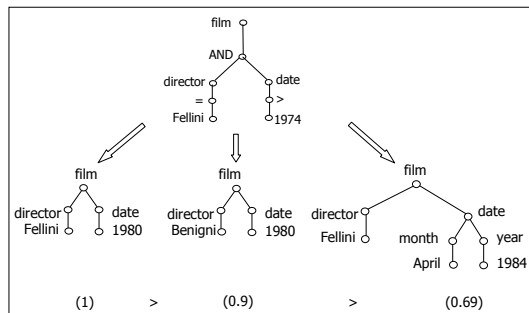 film
AND
director date
= >
Fellini 1974
film film film
director date director date director date
Fellini 1980 Benigni 1980 Fellini month year
April 1984
(1) > (0.9) > (0.69)